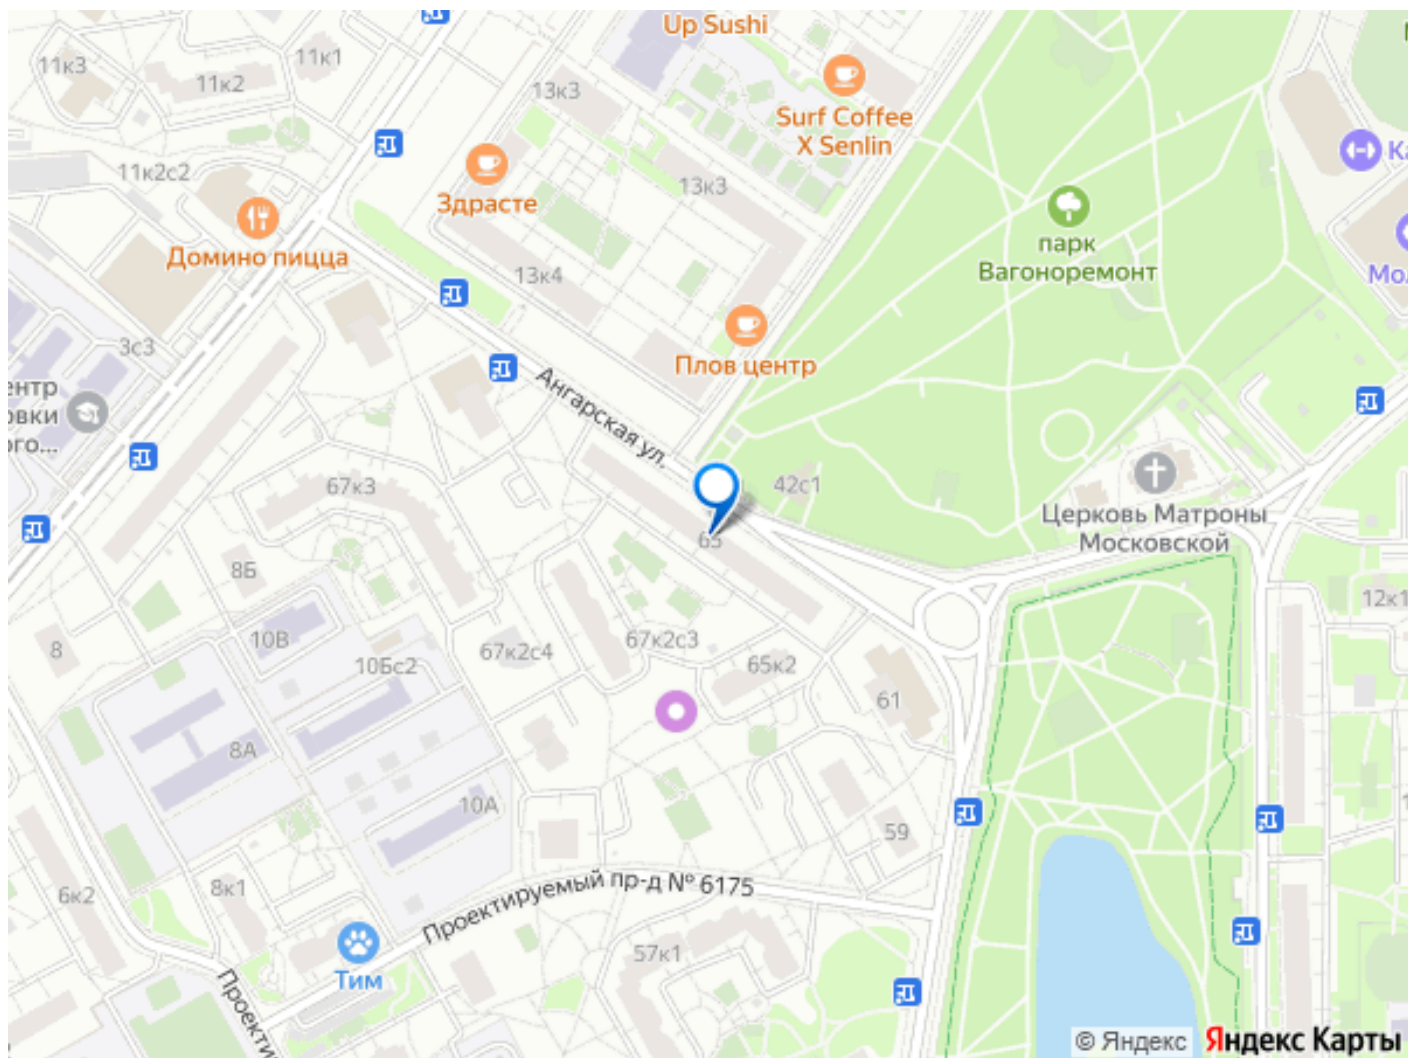 Up Sushi
11к3
11к1
11к2
13к3
Surf Coffee
X Senlin
11к2с2
13к3
Здрасте
парк
Вагоноремонт
Домино пицца
13к4
3с3
Плов центр
Ангарская ул.
67к3
42с1
Церковь Матроны
Московской
65
8Б
12к1
10В
67к2с4
67к2с3
65к2
8
10Бс2
61
8А
10А
59
6к2
8к1
Проектируемый пр-д № 6175
57к1
Тим
© Яндекс
Яндекс Карты